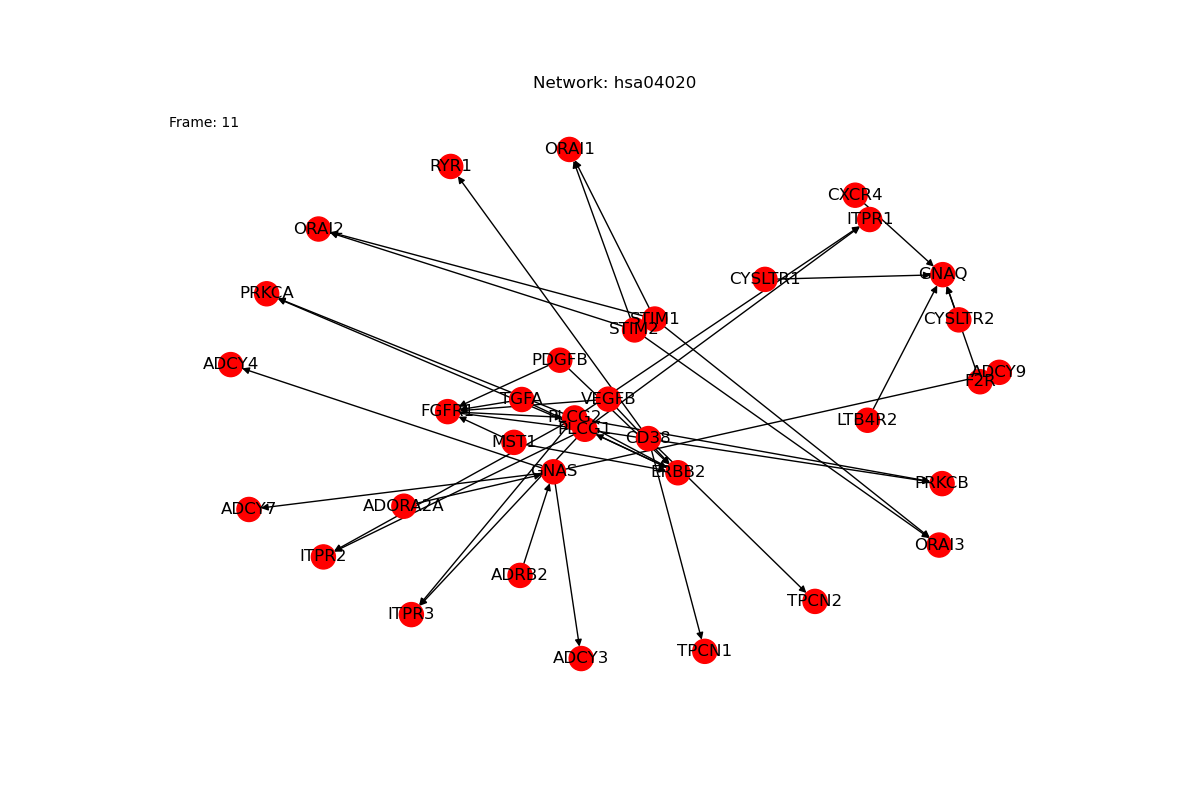 Network: hsa04020
Frame: 11
ORAI1
RYR1
CXCR4
ITPR1
ORAI2
GNAQ
CYSLTR1
PRKCA
STIM1
CYSLTR2
STIM2
PDGFB
ADCY4
ADCY9
F2R
TGFA
VEGFB
FGFR1
PLCG2
LTB4R2
PLCG1
CD38
MST1
GNAS
ERBB2
PRKCB
ADORA2A
ADCY7
ORAI3
ITPR2
ADRB2
TPCN2
ITPR3
TPCN1
ADCY3